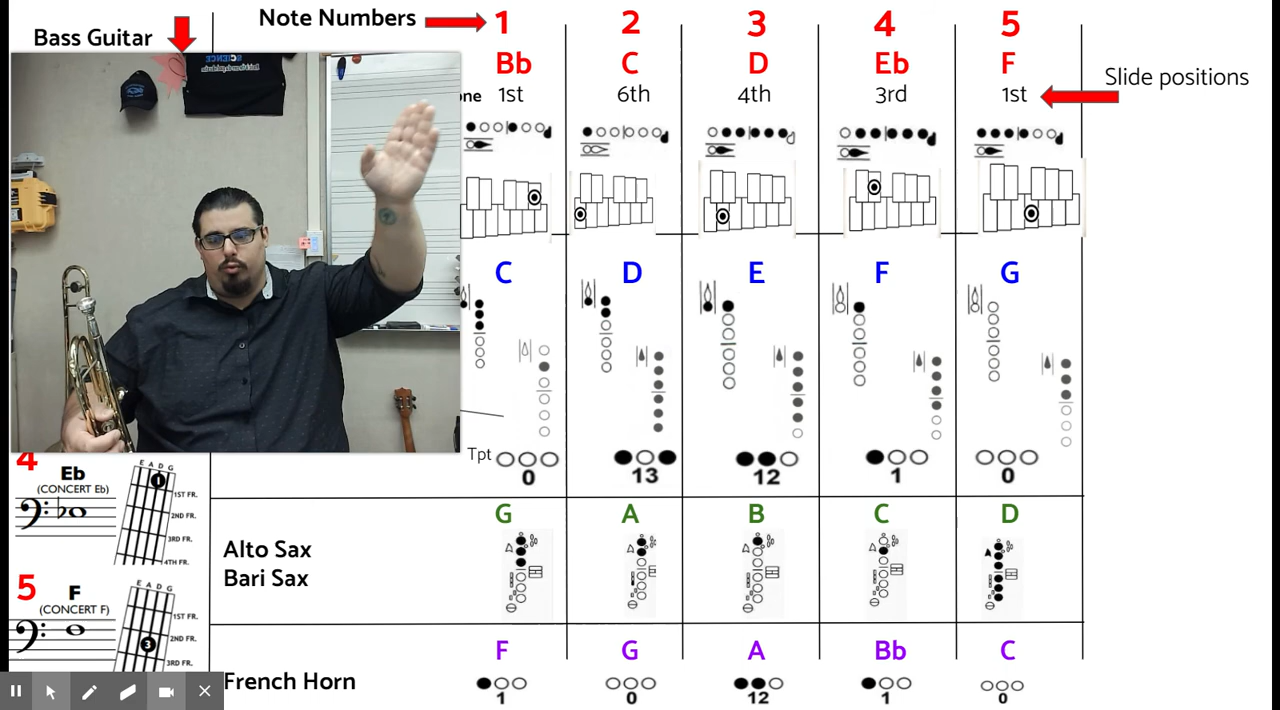 Note Numbers 1 2 3 4 5
Bass Guitar
Bb C D Eb F
Slide positions
one 1st 6th 4th 3rd 1st
C D E F G
Tpt
0 13 12 1 0
4 Eb
(CONCERT Eb)
E A D G
1
1ST FR.
2ND FR.
3RD FR.
4TH FR.
G A B C D
Alto Sax
Bari Sax
5 F
(CONCERT F)
E A D G
1ST FR.
2ND FR.
3
3RD FR.
F G A Bb C
French Horn
1 0 12 1 0